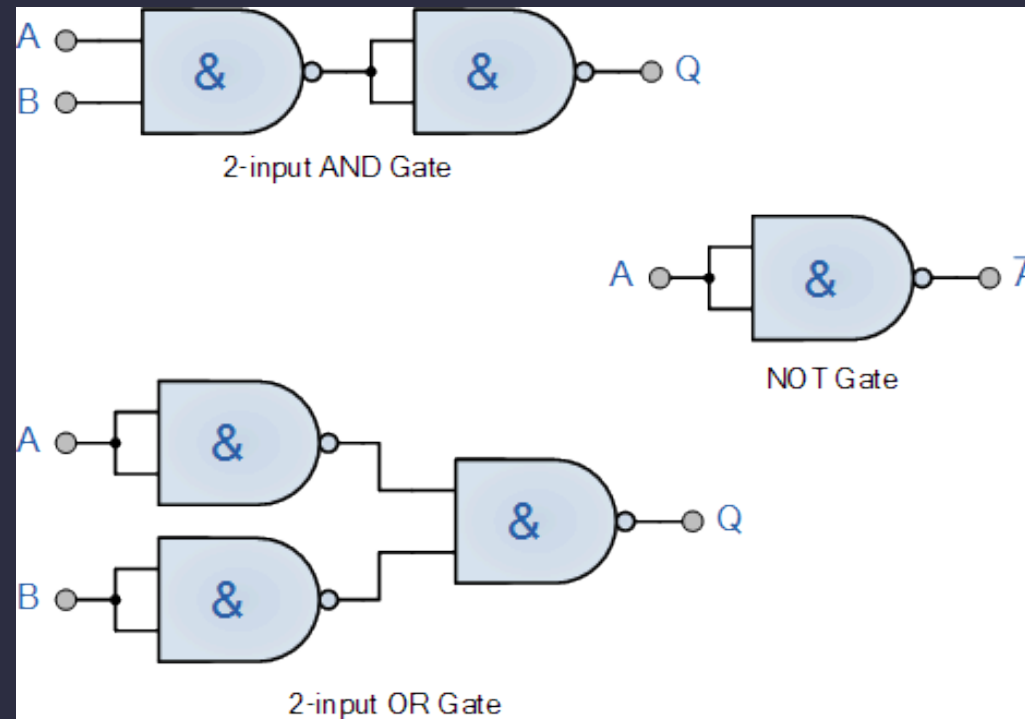 A & & Q
B
2-input AND Gate
A &
NOT Gate
A &
& Q
B &
2-input OR Gate